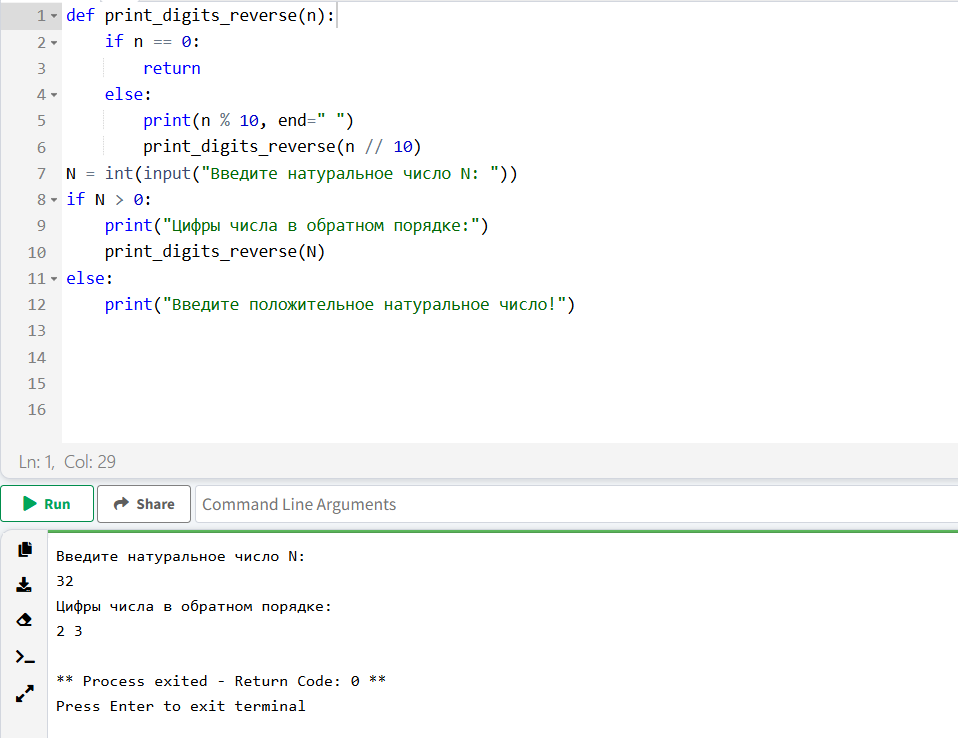 1 def print_digits_reverse(n):
2     if n == 0:
3         return
4     else:
5         print(n % 10, end=" ")
6         print_digits_reverse(n // 10)
7 N = int(input("Введите натуральное число N: "))
8 if N > 0:
9     print("Цифры числа в обратном порядке:")
10     print_digits_reverse(N)
11 else:
12     print("Введите положительное натуральное число!")
13
14
15
16
Ln: 1, Col: 29
Run Share Command Line Arguments
Введите натуральное число N:
32
Цифры числа в обратном порядке:
2 3
** Process exited - Return Code: 0 **
Press Enter to exit terminal